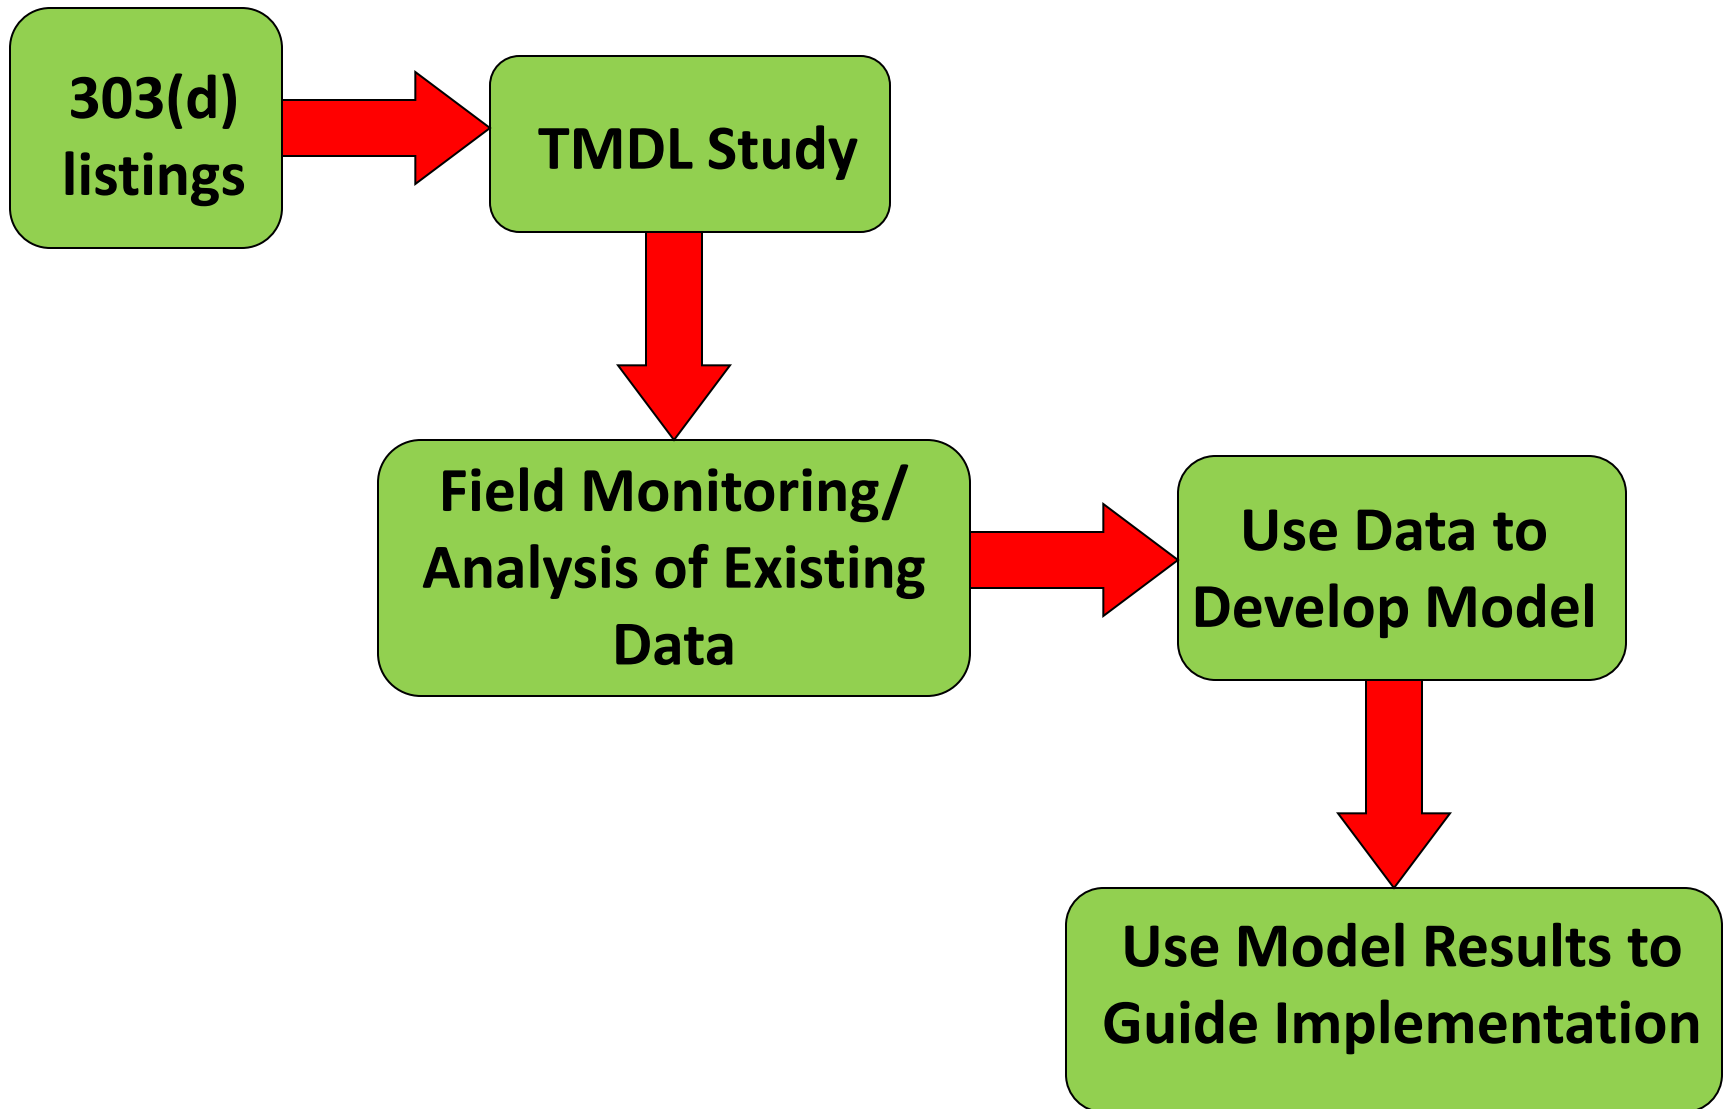 303(d)
listings
TMDL Study
Field Monitoring/
Analysis of Existing
Data
Use Data to
Develop Model
Use Model Results to
Guide Implementation